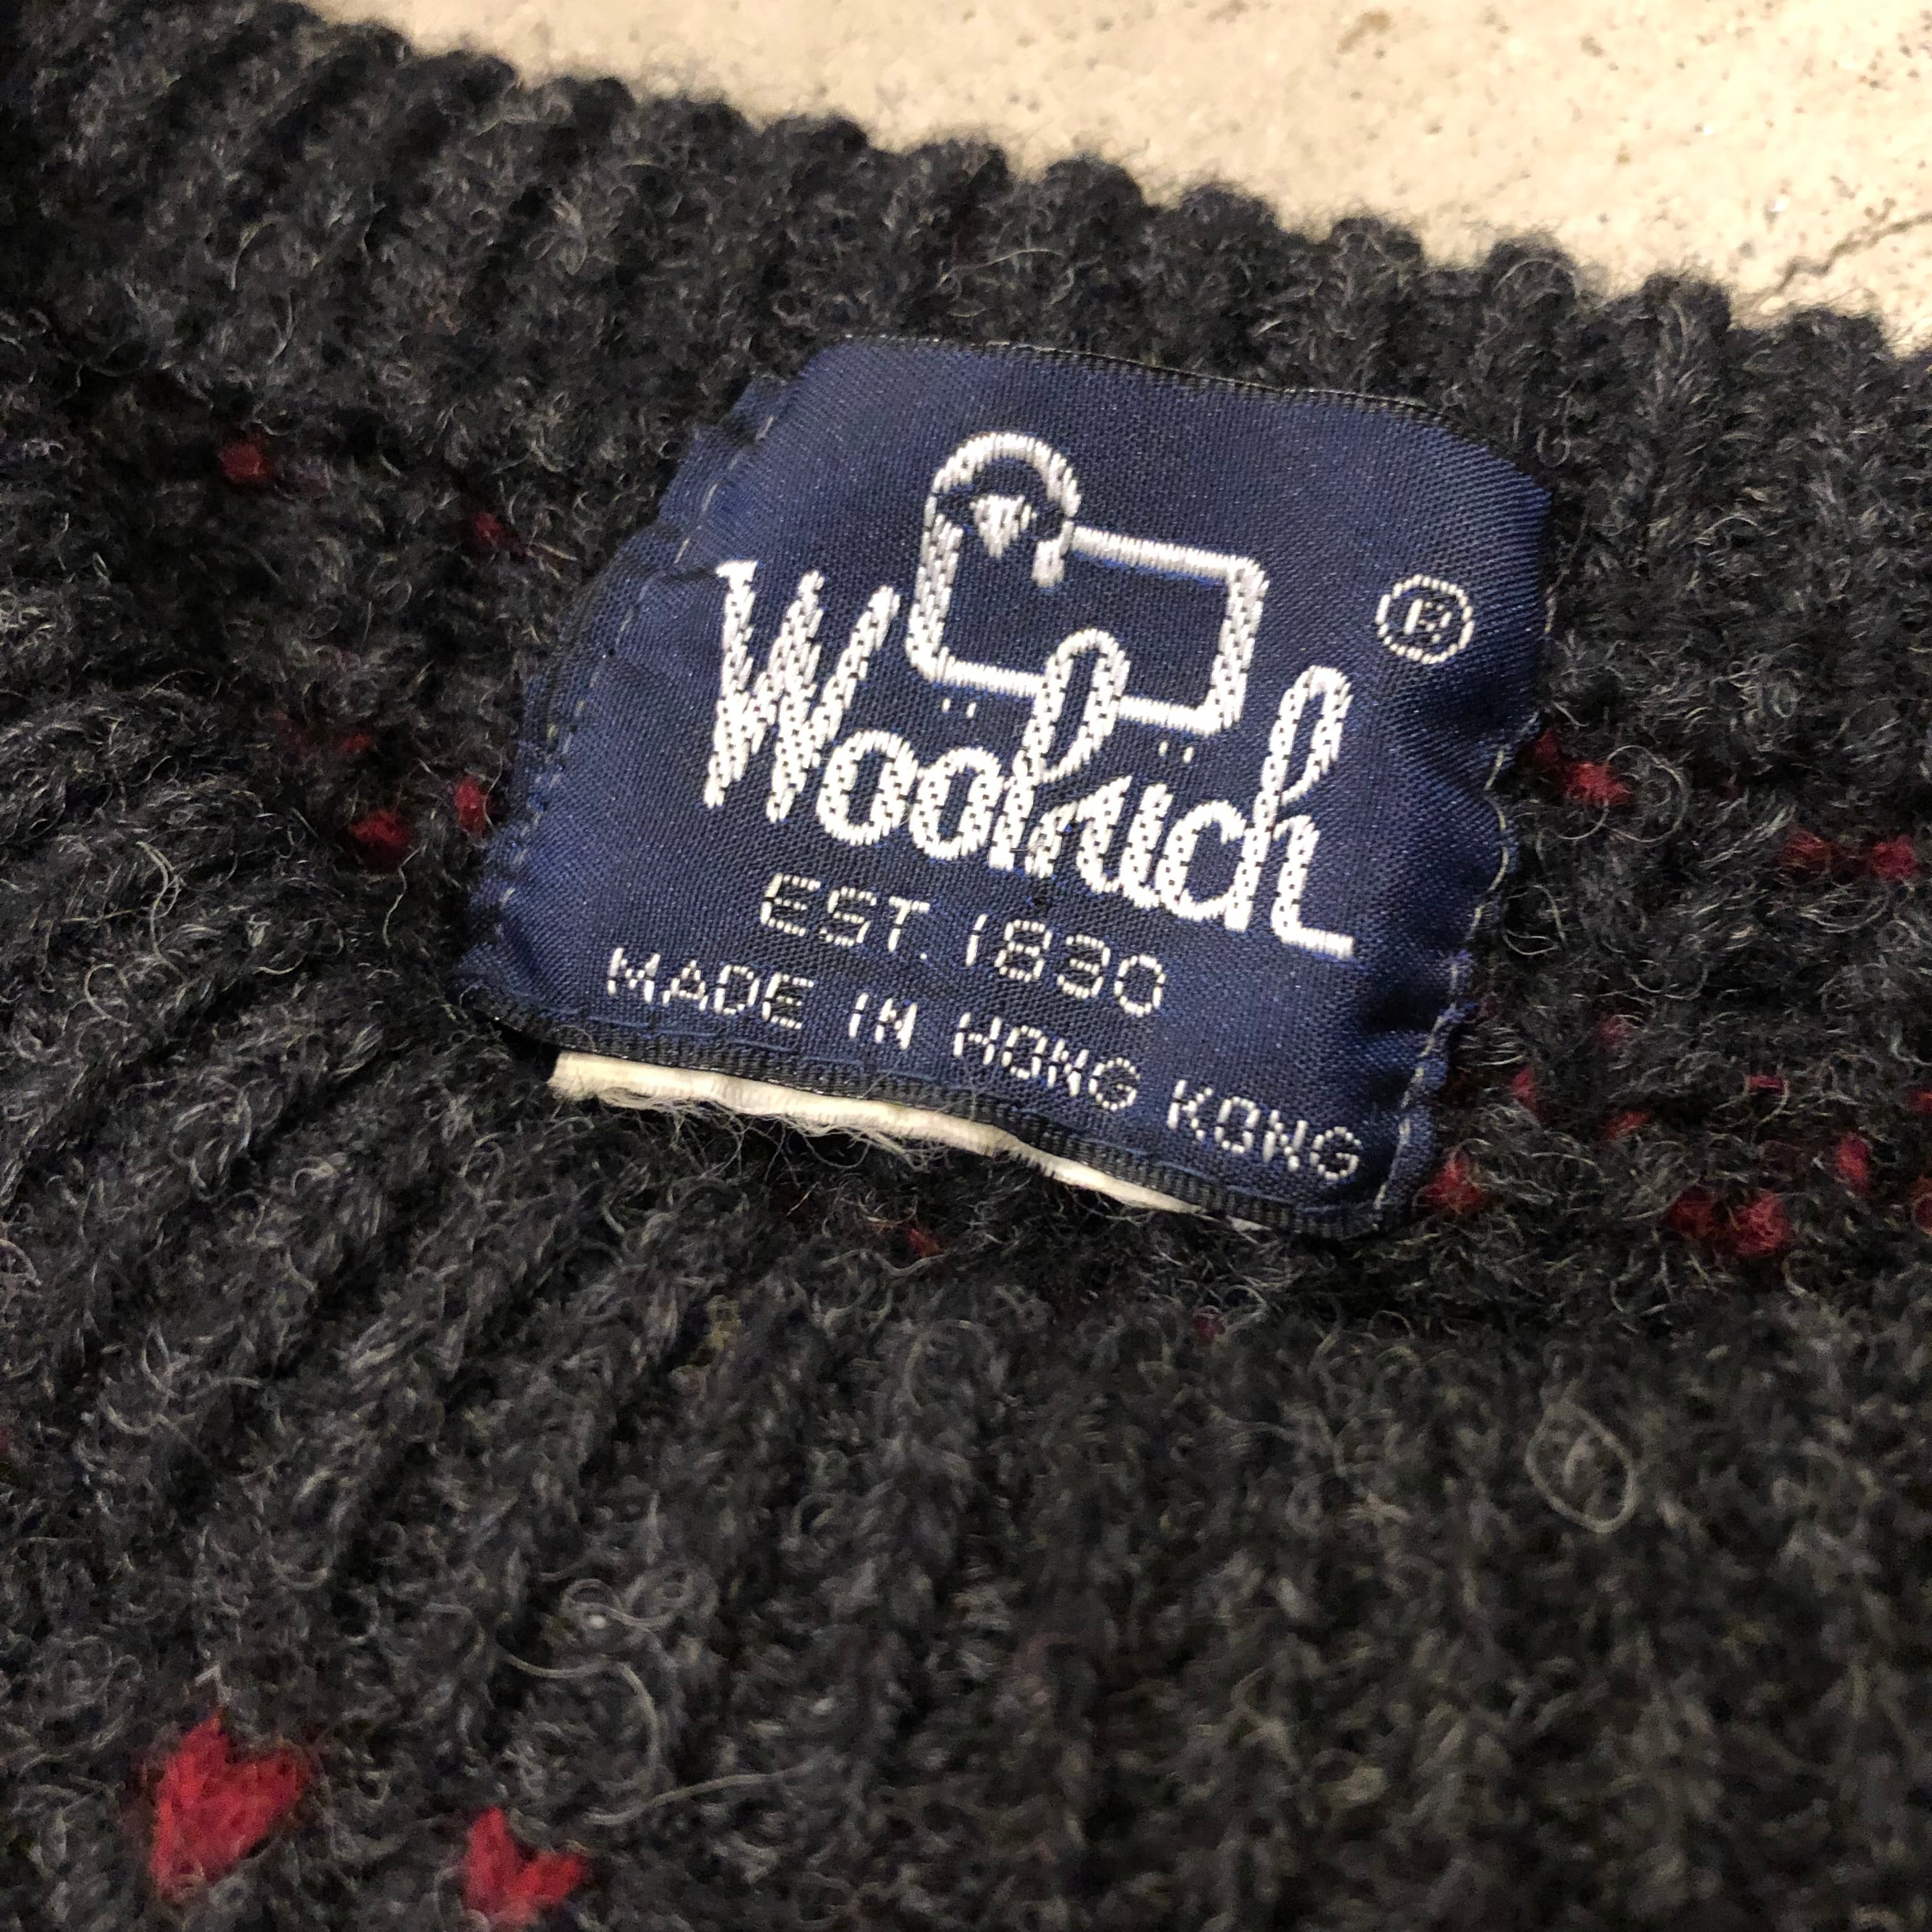 Woolrich ®
EST. 1830
MADE IN HONG KONG